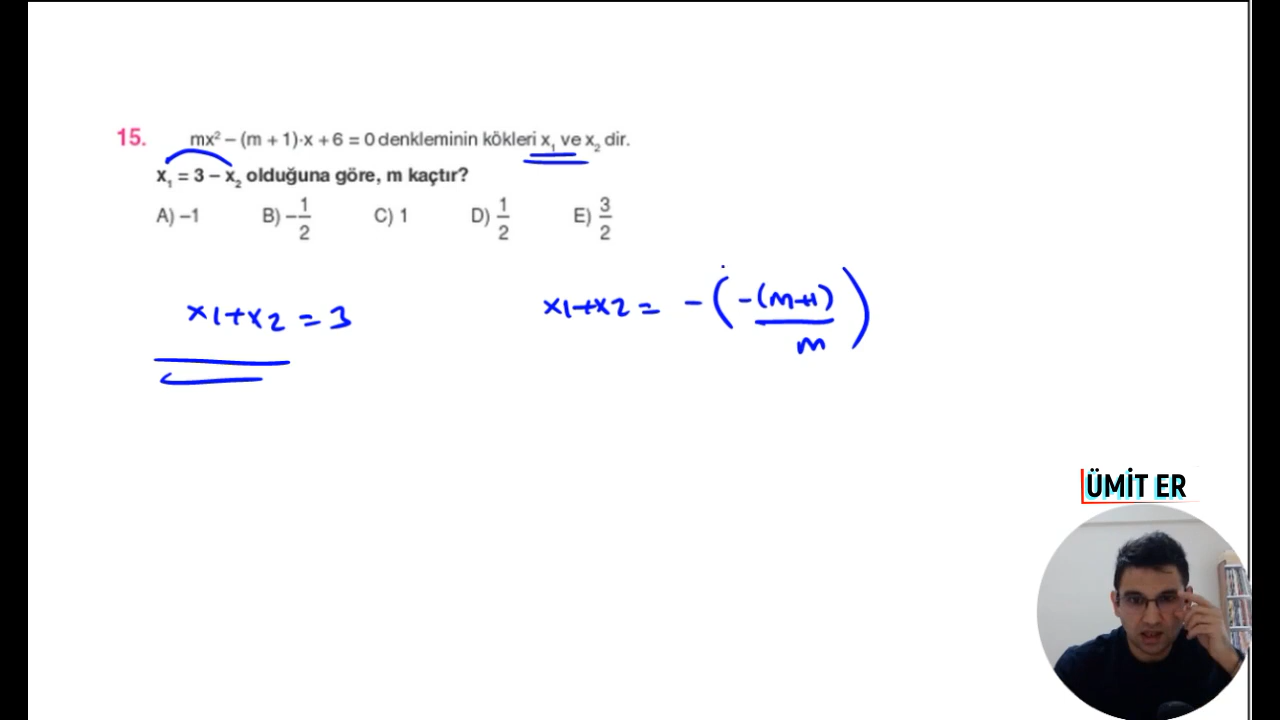 15. mx² – (m + 1)·x + 6 = 0 denkleminin kökleri x₁ ve x₂ dir.
x₁ = 3 – x₂ olduğuna göre, m kaçtır?
A) –1 B) –1/2 C) 1 D) 1/2 E) 3/2
x1+x2 = 3 x1+x2 = -(-(m+1)/m)
ÜMİT ER